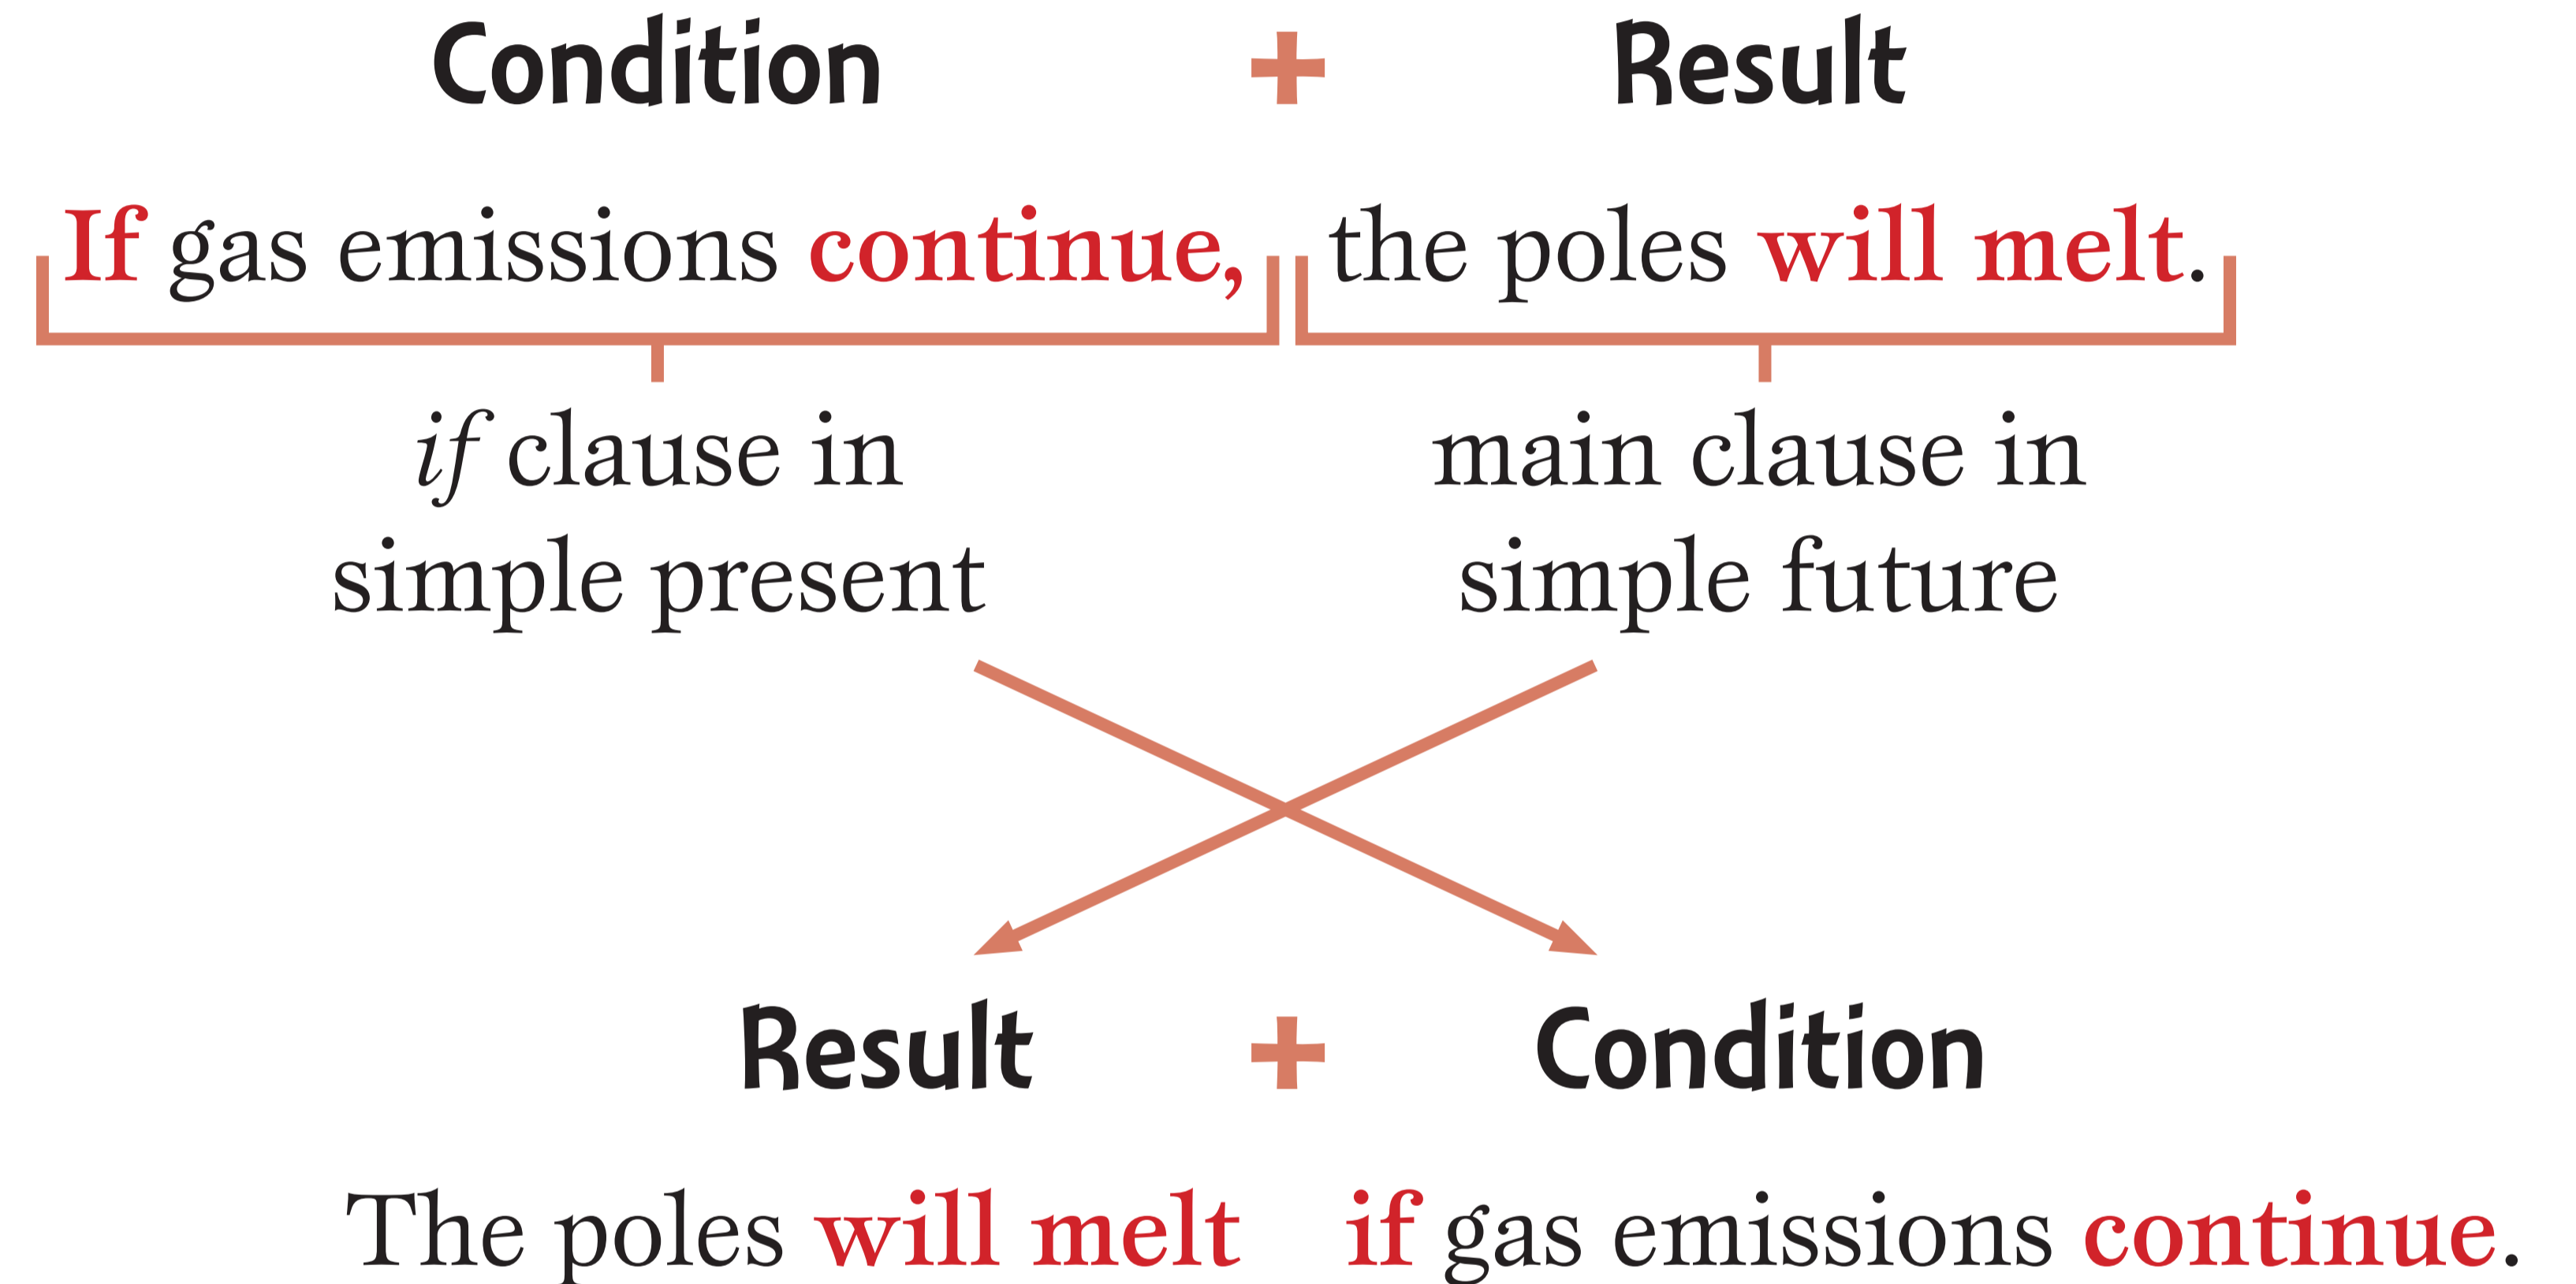 Condition + Result
If gas emissions continue, the poles will melt.
if clause in main clause in
simple present simple future
Result + Condition
The poles will melt if gas emissions continue.